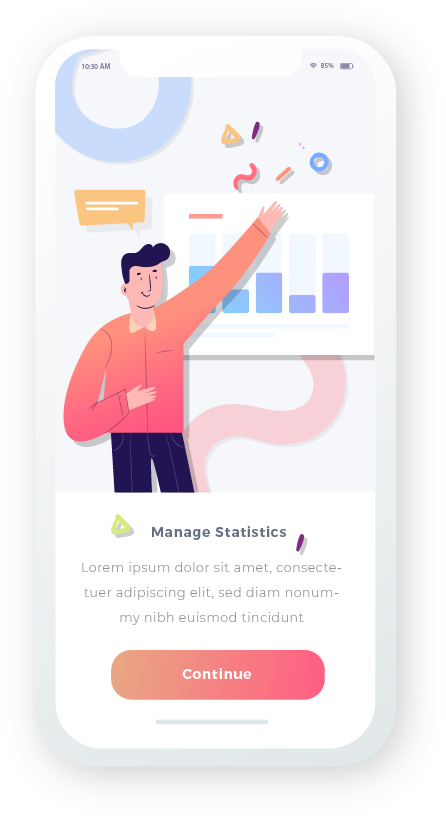 10:30 AM
85%
Manage Statistics
Lorem ipsum dolor sit amet, consecte-
tuer adipiscing elit, sed diam nonum-
my nibh euismod tincidunt
Continue